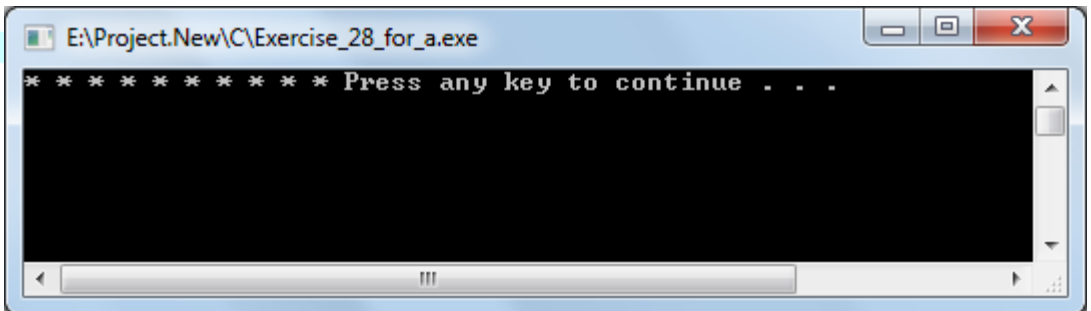 E:\Project.New\C\Exercise_28_for_a.exe
* * * * * * * * * * Press any key to continue . . .